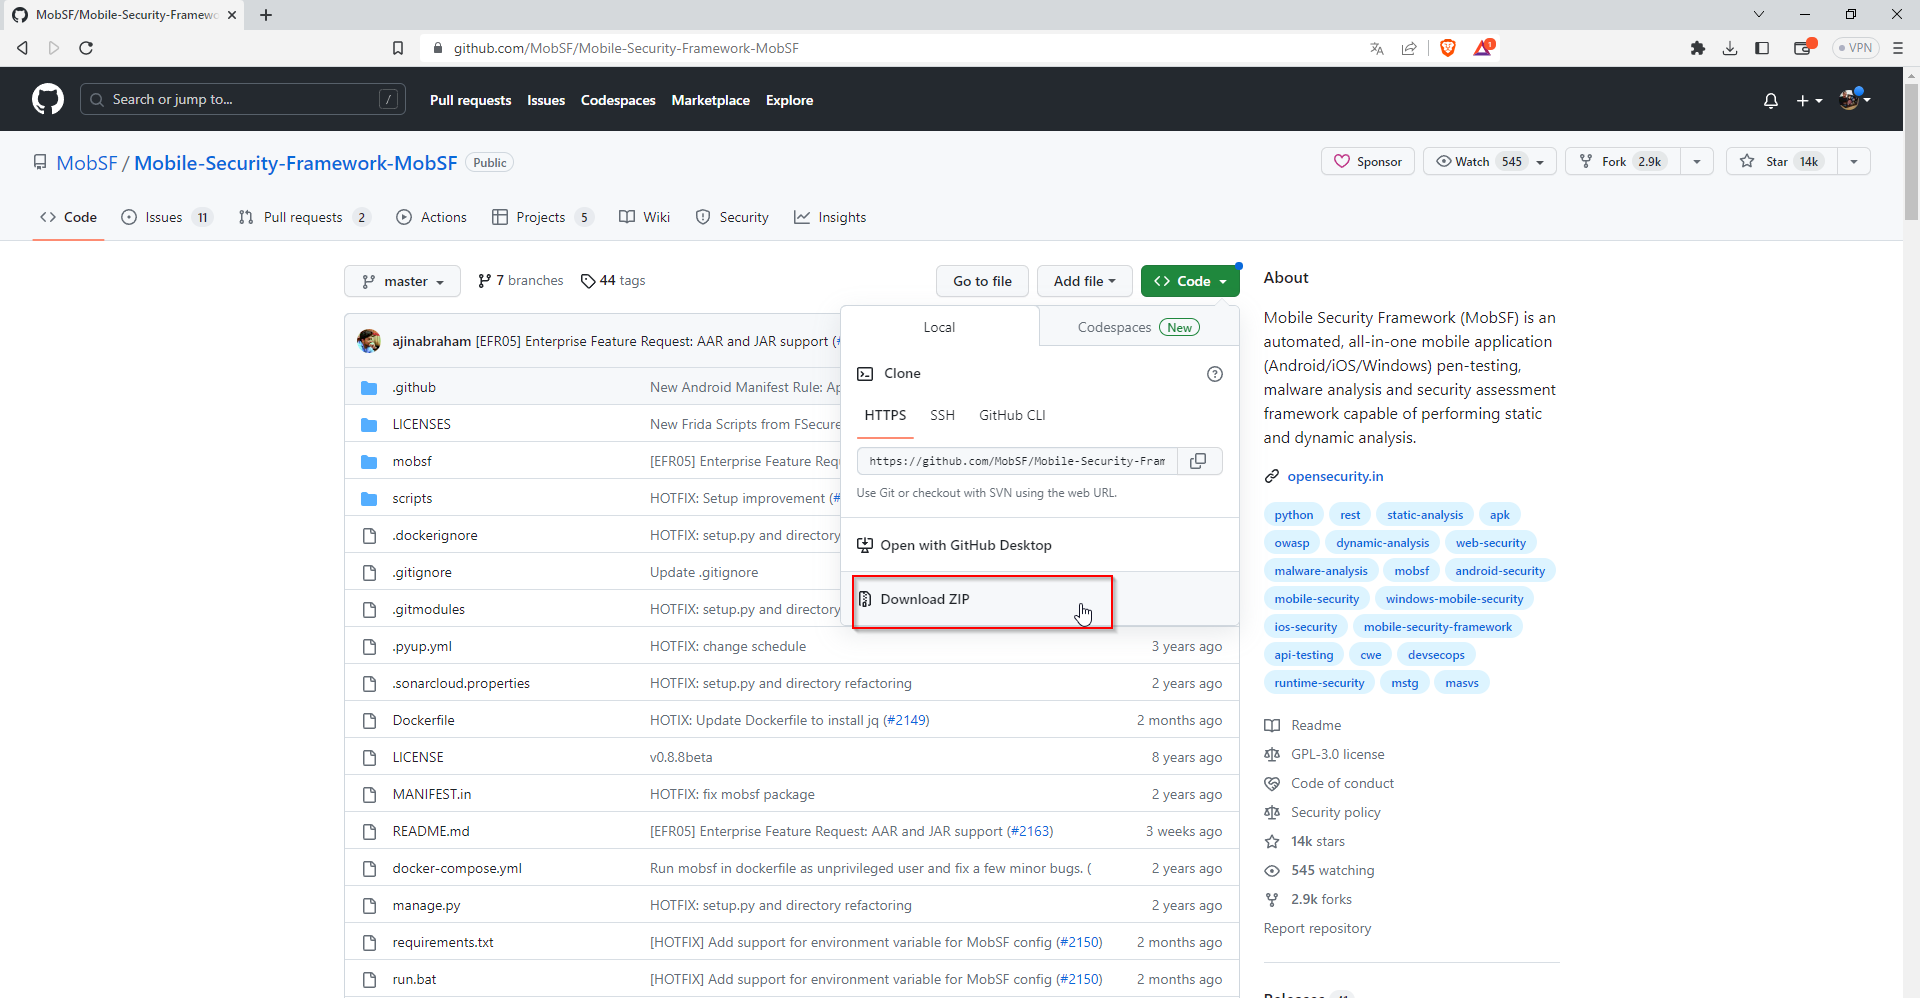 MobSF/Mobile-Security-Framewo
github.com/MobSF/Mobile-Security-Framework-MobSF
1
VPN
Search or jump to...
/
Pull requests
Issues
Codespaces
Marketplace
Explore
MobSF / Mobile-Security-Framework-MobSF
Public
Sponsor
Watch 545
Fork 2.9k
Star 14k
Code
Issues 11
Pull requests 2
Actions
Projects 5
Wiki
Security
Insights
master
7 branches
44 tags
Go to file
Add file
Code
ajinabraham [EFR05] Enterprise Feature Request: AAR and JAR support (
.github New Android Manifest Rule: Ap
LICENSES New Frida Scripts from FSecure
mobsf [EFR05] Enterprise Feature Requ
scripts HOTFIX: Setup improvement (#
.dockerignore HOTFIX: setup.py and directory
.gitignore Update .gitignore
.gitmodules HOTFIX: setup.py and directory
.pyup.yml HOTFIX: change schedule 3 years ago
.sonarcloud.properties HOTFIX: setup.py and directory refactoring 2 years ago
Dockerfile HOTIX: Update Dockerfile to install jq (#2149) 2 months ago
LICENSE v0.8.8beta 8 years ago
MANIFEST.in HOTFIX: fix mobsf package 2 years ago
README.md [EFR05] Enterprise Feature Request: AAR and JAR support (#2163) 3 weeks ago
docker-compose.yml Run mobsf in dockerfile as unprivileged user and fix a few minor bugs. ( 2 years ago
manage.py HOTFIX: setup.py and directory refactoring 2 years ago
requirements.txt [HOTFIX] Add support for environment variable for MobSF config (#2150) 2 months ago
run.bat [HOTFIX] Add support for environment variable for MobSF config (#2150) 2 months ago
Local
Codespaces New
Clone
HTTPS SSH GitHub CLI
https://github.com/MobSF/Mobile-Security-Fram
Use Git or checkout with SVN using the web URL.
Open with GitHub Desktop
Download ZIP
About
Mobile Security Framework (MobSF) is an
automated, all-in-one mobile application
(Android/iOS/Windows) pen-testing,
malware analysis and security assessment
framework capable of performing static
and dynamic analysis.
opensecurity.in
python rest static-analysis apk
owasp dynamic-analysis web-security
malware-analysis mobsf android-security
mobile-security windows-mobile-security
ios-security mobile-security-framework
api-testing cwe devsecops
runtime-security mstg masvs
Readme
GPL-3.0 license
Code of conduct
Security policy
14k stars
545 watching
2.9k forks
Report repository
Releases